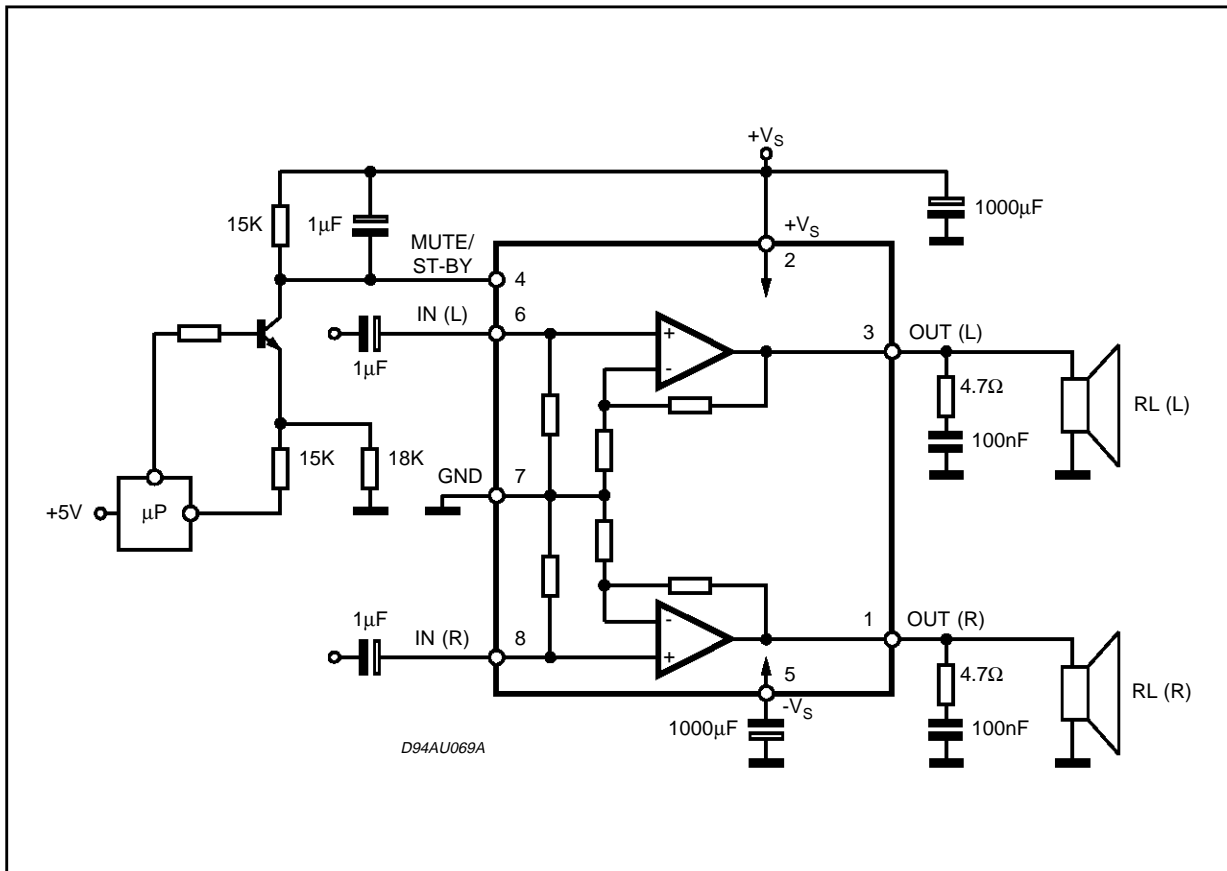 +VS
15K
1µF
1000µF
+VS
2
MUTE/
ST-BY
4
IN (L)
6
1µF
+
-
3
OUT (L)
4.7Ω
100nF
RL (L)
15K
18K
GND
7
+5V
µP
1µF
IN (R)
8
-
+
1
OUT (R)
5
-VS
1000µF
4.7Ω
100nF
RL (R)
D94AU069A